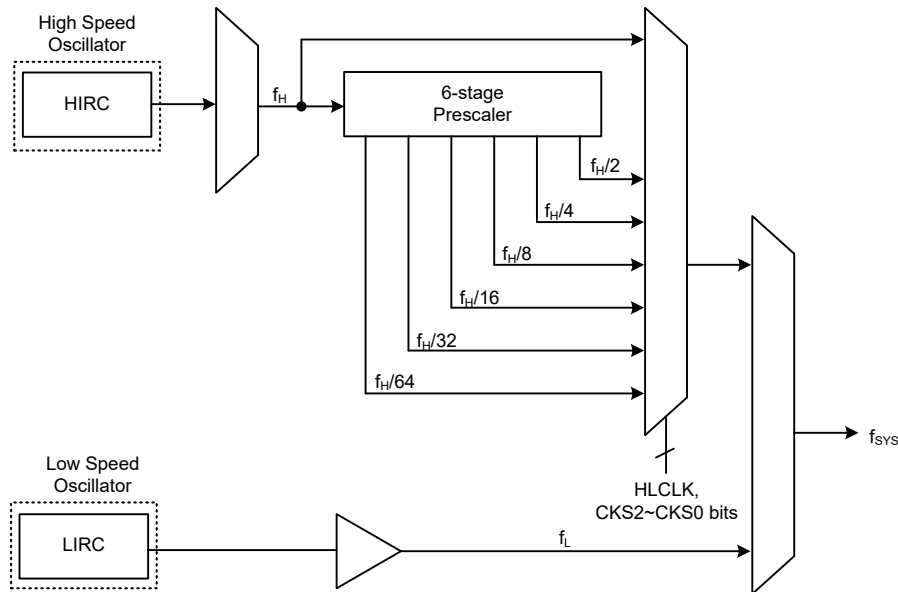 High Speed
Oscillator
HIRC
fH
6-stage
Prescaler
fH/2
fH/4
fH/8
fH/16
fH/32
fH/64
HLCLK,
CKS2~CKS0 bits
fSYS
Low Speed
Oscillator
LIRC
fL